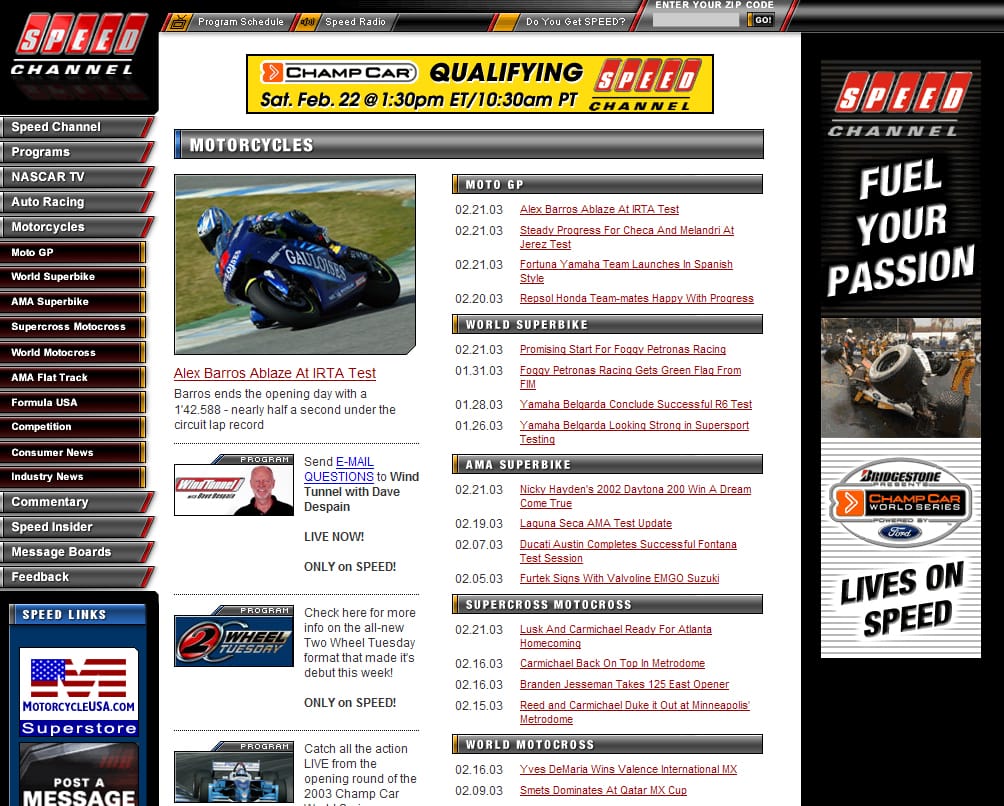 SPEED
CHANNEL
Program Schedule
Speed Radio
Do You Get SPEED?
ENTER YOUR ZIP CODE
GO!
CHAMPCAR QUALIFYING SPEED
CHANNEL
Sat. Feb. 22 @ 1:30pm ET/10:30am PT
Speed Channel
Programs
NASCAR TV
Auto Racing
Motorcycles
Moto GP
World Superbike
AMA Superbike
Supercross Motocross
World Motocross
AMA Flat Track
Formula USA
Competition
Consumer News
Industry News
Commentary
Speed Insider
Message Boards
Feedback
SPEED LINKS
MOTORCYCLEUSA.COM
Superstore
POST A
MESSAGE
MOTORCYCLES
GAULOISES
Alex Barros Ablaze At IRTA Test
Barros ends the opening day with a
1'42.588 - nearly half a second under the
circuit lap record
PROGRAM
WindTunnel
WITH DAVE DESPAIN
Send E-MAIL
QUESTIONS to Wind
Tunnel with Dave
Despain
LIVE NOW!
ONLY on SPEED!
PROGRAM
2 WHEEL
TUESDAY
Check here for more
info on the all-new
Two Wheel Tuesday
format that made it's
debut this week!
ONLY on SPEED!
PROGRAM
Catch all the action
LIVE from the
opening round of the
2003 Champ Car
World Series
MOTO GP
02.21.03 Alex Barros Ablaze At IRTA Test
02.21.03 Steady Progress For Checa And Melandri At
Jerez Test
02.21.03 Fortuna Yamaha Team Launches In Spanish
Style
02.20.03 Repsol Honda Team-mates Happy With Progress
WORLD SUPERBIKE
02.21.03 Promising Start For Foggy Petronas Racing
01.31.03 Foggy Petronas Racing Gets Green Flag From
FIM
01.28.03 Yamaha Belgarda Conclude Successful R6 Test
01.26.03 Yamaha Belgarda Looking Strong in Supersport
Testing
AMA SUPERBIKE
02.21.03 Nicky Hayden's 2002 Daytona 200 Win A Dream
Come True
02.19.03 Laguna Seca AMA Test Update
02.07.03 Ducati Austin Completes Successful Fontana
Test Session
02.05.03 Furtek Signs With Valvoline EMGO Suzuki
SUPERCROSS MOTOCROSS
02.21.03 Lusk And Carmichael Ready For Atlanta
Homecoming
02.16.03 Carmichael Back On Top In Metrodome
02.16.03 Branden Jesseman Takes 125 East Opener
02.15.03 Reed and Carmichael Duke it Out at Minneapolis'
Metrodome
WORLD MOTOCROSS
02.16.03 Yves DeMaria Wins Valence International MX
02.09.03 Smets Dominates At Qatar MX Cup
SPEED
CHANNEL
FUEL
YOUR
PASSION
BRIDGESTONE
PRESENTS
CHAMPCAR
WORLD SERIES
POWERED BY
Ford
LIVES ON
SPEED